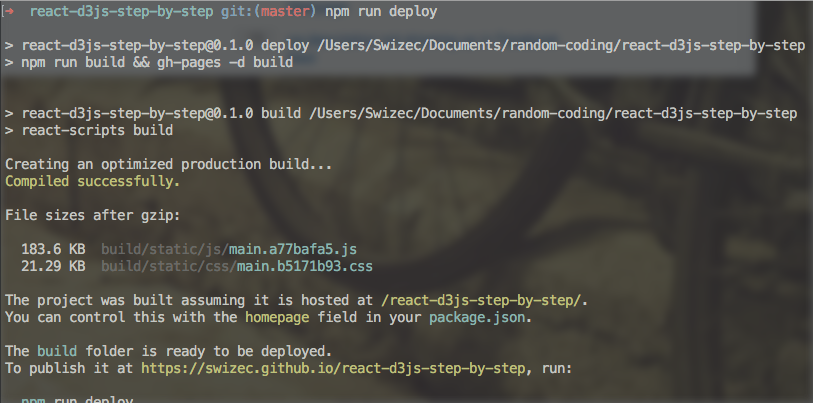 ➜ react-d3js-step-by-step git:(master) npm run deploy
> react-d3js-step-by-step@0.1.0 deploy /Users/Swizec/Documents/random-coding/react-d3js-step-by-step
> npm run build && gh-pages -d build
> react-d3js-step-by-step@0.1.0 build /Users/Swizec/Documents/random-coding/react-d3js-step-by-step
> react-scripts build
Creating an optimized production build...
Compiled successfully.
File sizes after gzip:
183.6 KB build/static/js/main.a77bafa5.js
21.29 KB build/static/css/main.b5171b93.css
The project was built assuming it is hosted at /react-d3js-step-by-step/.
You can control this with the homepage field in your package.json.
The build folder is ready to be deployed.
To publish it at https://swizec.github.io/react-d3js-step-by-step, run:
npm run deploy